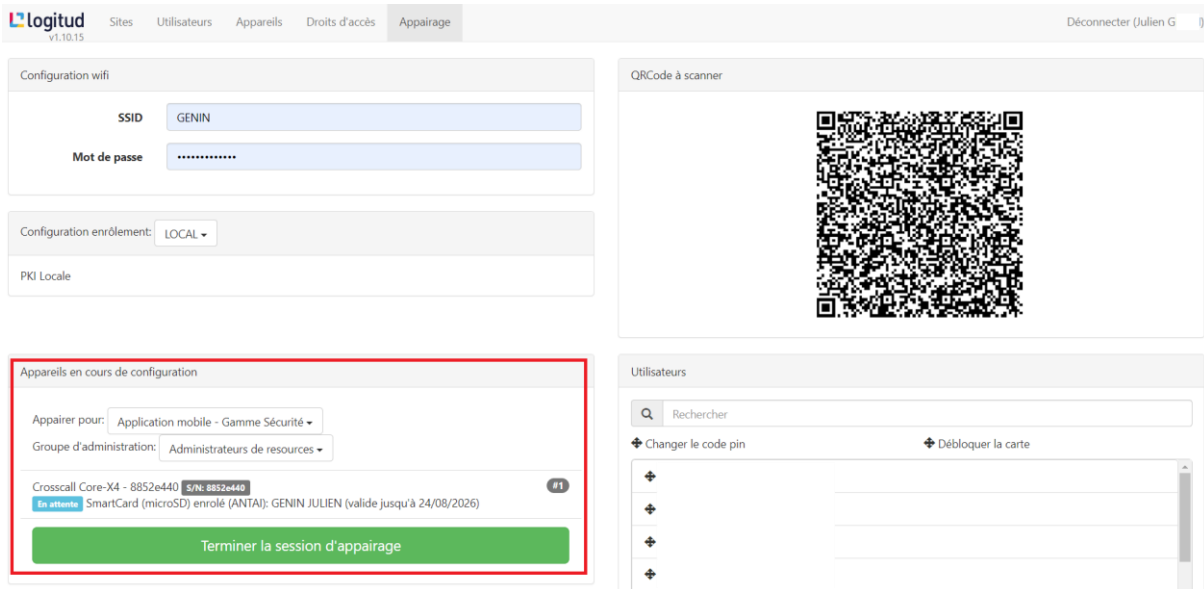 logitud Sites Utilisateurs Appareils Droits d'accès Appairage Déconnecter (Julien G )
v1.10.15
Configuration wifi
SSID GENIN
Mot de passe •••••••••••••
Configuration enrôlement: LOCAL
PKI Locale
QRCode à scanner
Appareils en cours de configuration
Appairer pour: Application mobile - Gamme Sécurité
Groupe d'administration: Administrateurs de resources
Crosscall Core-X4 - 8852e440 S/N: 8852e440 #1
En attente SmartCard (microSD) enrolé (ANTAI): GENIN JULIEN (valide jusqu'à 24/08/2026)
Terminer la session d'appairage
Utilisateurs
Rechercher
Changer le code pin Débloquer la carte